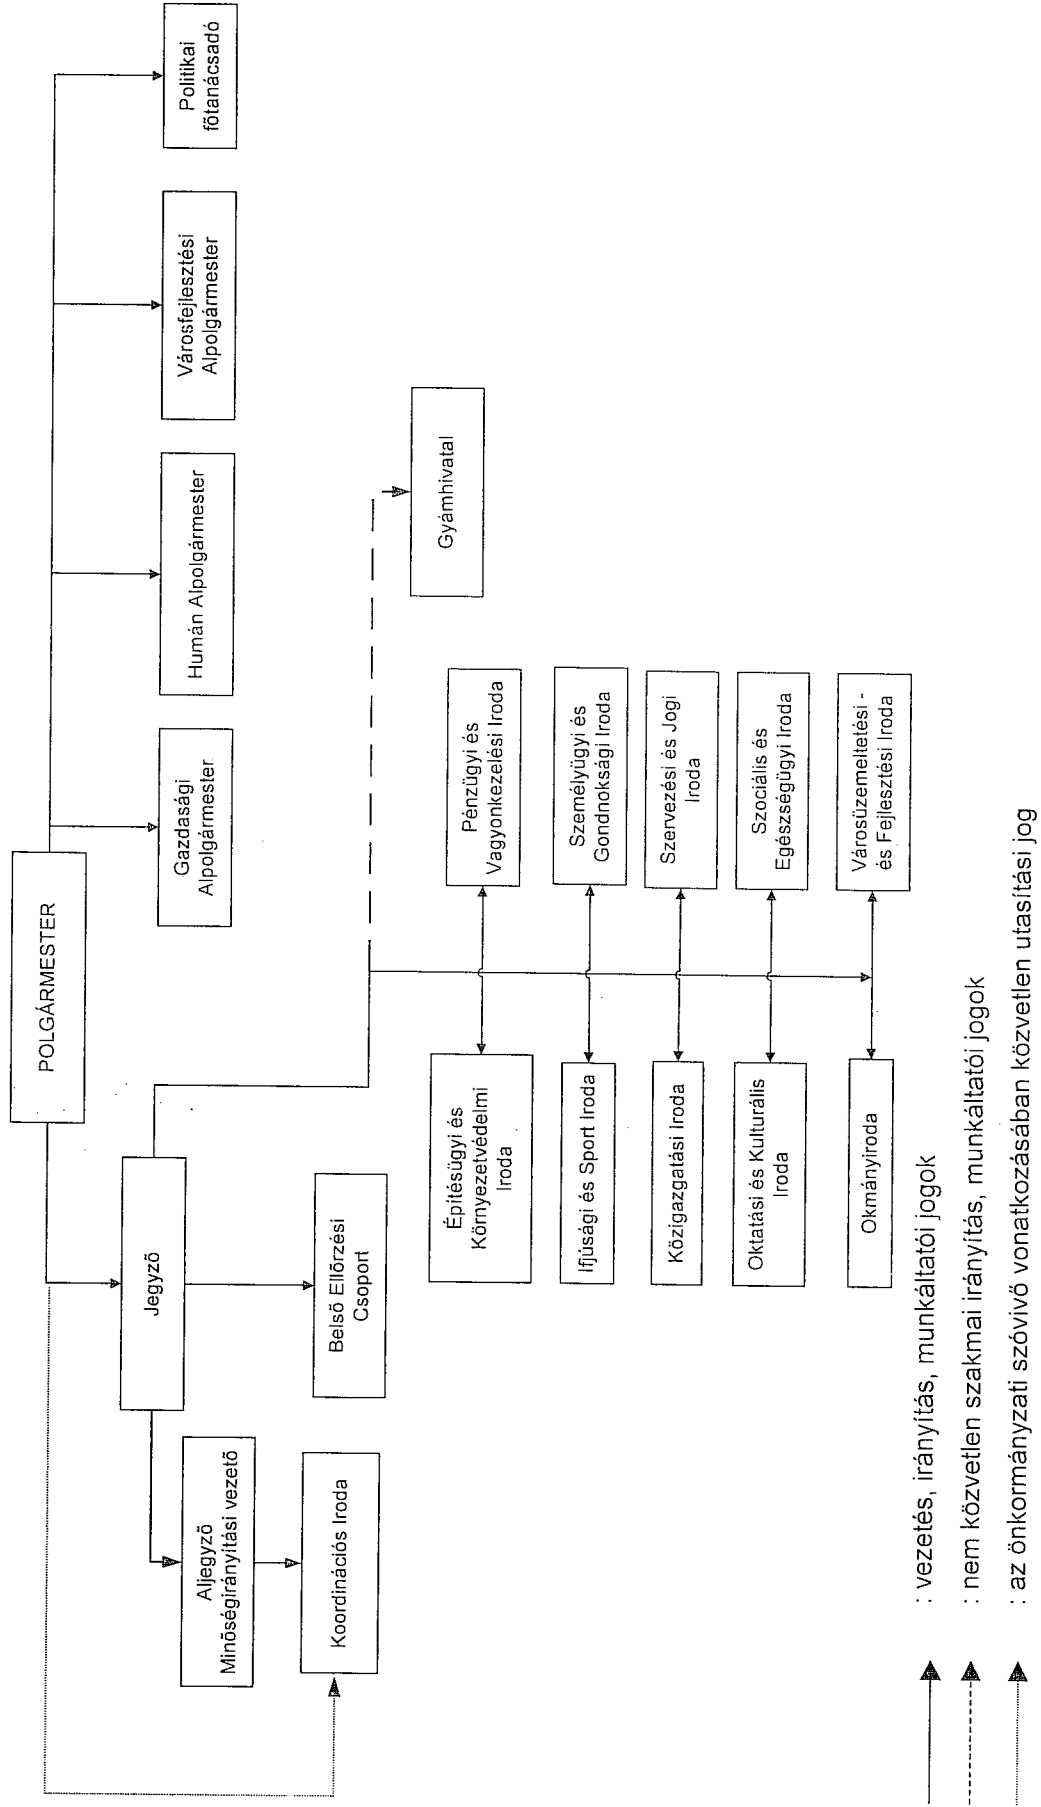 POLGÁRMESTER
Jegyző
Gazdasági
Alpolgármester
Humán Alpolgármester
Városfejlesztési
Alpolgármester
Politikai
főtanácsadó
Aljegyző
Minőségirányítási vezető
Koordinációs Iroda
Belső Ellőrzési
Csoport
Gyámhivatal
Építésügyi és
Környezetvédelmi
Iroda
Pénzügyi és
Vagyonkezelési Iroda
Ifjúsági és Sport Iroda
Személyügyi és
Gondnoksági Iroda
Közigazgatási Iroda
Szervezési és Jogi
Iroda
Oktatási és Kulturális
Iroda
Szociális és
Egészségügyi Iroda
Okmányiroda
Városüzemeltetési -
és Fejlesztési Iroda
: vezetés, irányítás, munkáltatói jogok
: nem közvetlen szakmai irányítás, munkáltatói jogok
: az önkormányzati szóvivő vonatkozásában közvetlen utasítási jog